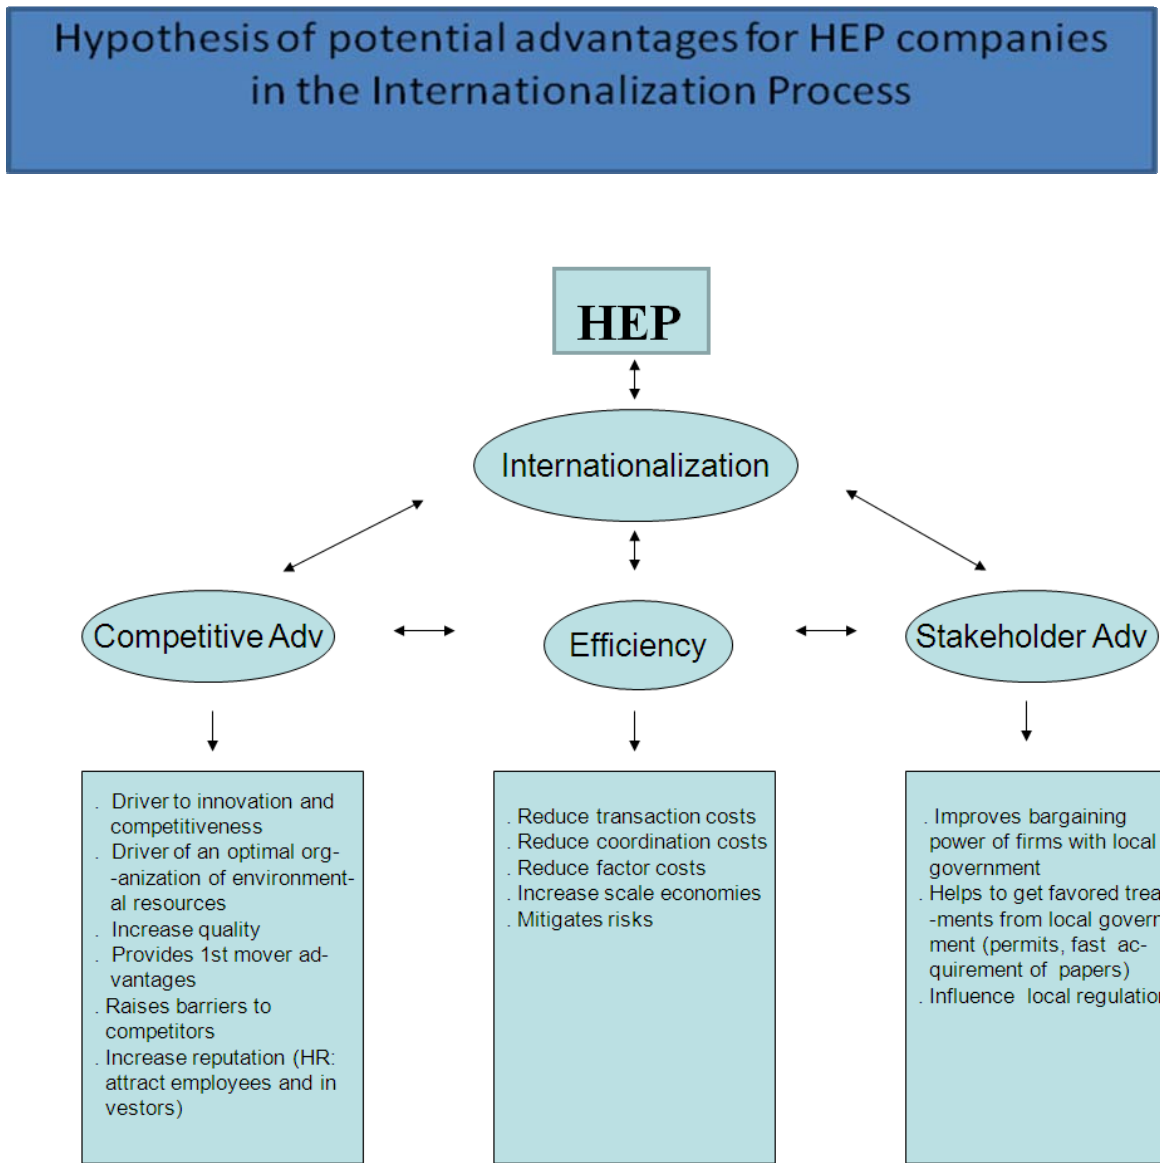 Hypothesis of potential advantages for HEP companies
in the Internationalization Process
HEP
Internationalization
Competitive Adv
Efficiency
Stakeholder Adv
. Driver to innovation and
competitiveness
. Driver of an optimal org-
-anization of environment-
al resources
. Increase quality
. Provides 1st mover ad-
vantages
. Raises barriers to
competitors
. Increase reputation (HR:
attract employees and in
vestors)
. Reduce transaction costs
. Reduce coordination costs
. Reduce factor costs
. Increase scale economies
. Mitigates risks
. Improves bargaining
power of firms with local
government
. Helps to get favored trea
-ments from local govern
ment (permits, fast ac-
quirement of papers)
. Influence local regulation